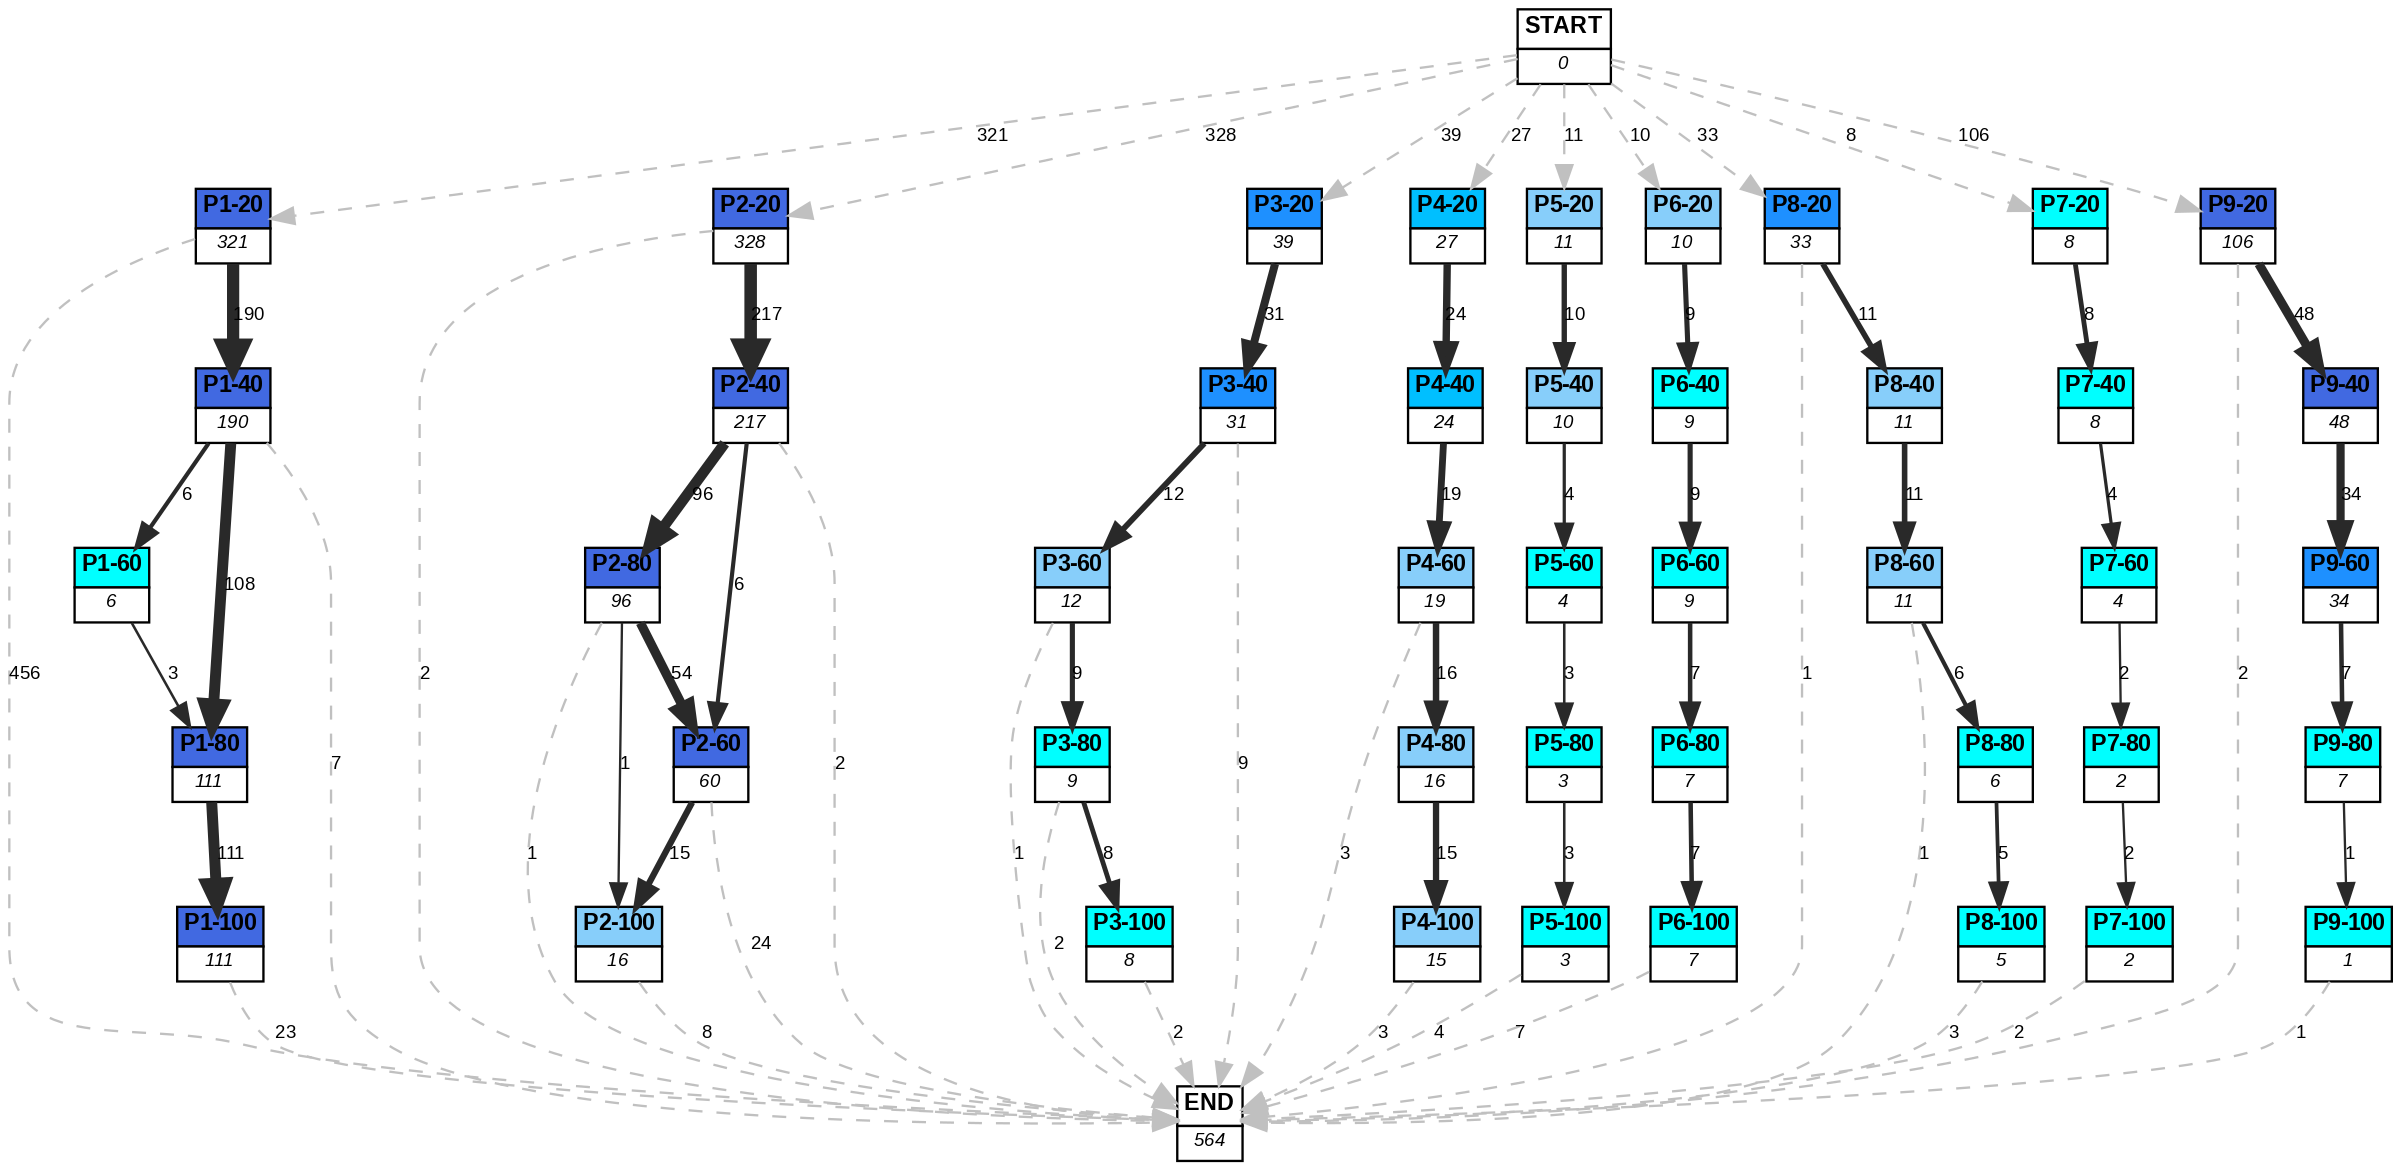 START
0
321
328
39
27
11
10
33
8
106
P1-20
321
P2-20
328
P3-20
39
P4-20
27
P5-20
11
P6-20
10
P8-20
33
P7-20
8
P9-20
106
190
217
31
24
10
9
11
8
48
P1-40
190
P2-40
217
P3-40
31
P4-40
24
P5-40
10
P6-40
9
P8-40
11
P7-40
8
P9-40
48
6
96
12
19
4
9
11
4
34
108
6
P1-60
6
P2-80
96
P3-60
12
P4-60
19
P5-60
4
P6-60
9
P8-60
11
P7-60
4
P9-60
34
456
3
2
54
9
16
3
7
1
6
2
2
7
7
1
2
9
P1-80
111
P2-60
60
P3-80
9
P4-80
16
P5-80
3
P6-80
7
P8-80
6
P7-80
2
P9-80
7
111
1
15
1
8
3
15
3
7
1
5
2
1
24
2
P1-100
111
P2-100
16
P3-100
8
P4-100
15
P5-100
3
P6-100
7
P8-100
5
P7-100
2
P9-100
1
23
8
2
3
4
7
3
2
1
END
564